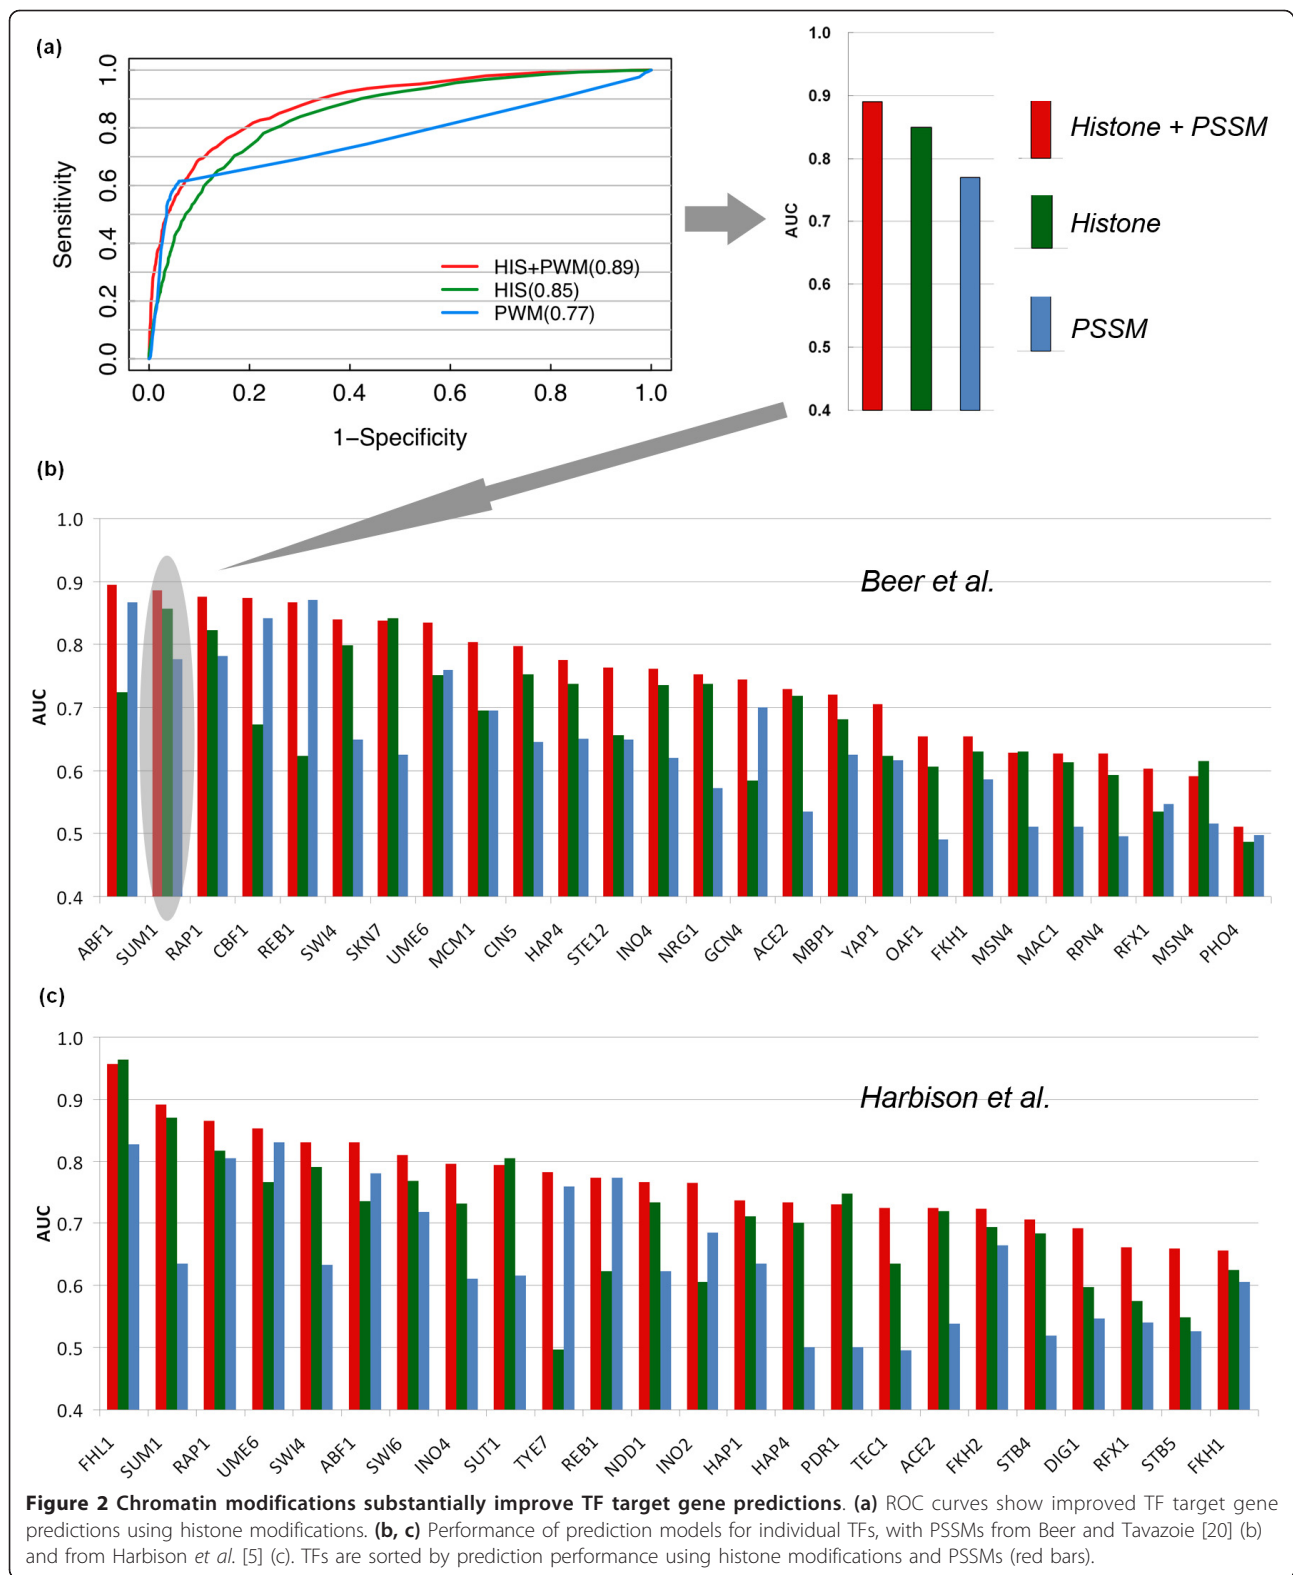 (a)
1.0
0.8
0.6
0.4
0.2
0.0
Sensitivity
HIS+PWM(0.89)
HIS(0.85)
PWM(0.77)
0.0 0.2 0.4 0.6 0.8 1.0
1–Specificity
1.0
0.9
0.8
0.7
0.6
0.5
0.4
AUC
Histone + PSSM
Histone
PSSM
(b)
1.0
0.9
0.8
0.7
0.6
0.5
0.4
AUC
Beer et al.
ABF1 SUM1 RAP1 CBF1 REB1 SWI4 SKN7 UME6 MCM1 CIN5 HAP4 STE12 INO4 NRG1 GCN4 ACE2 MBP1 YAP1 OAF1 FKH1 MSN4 MAC1 RPN4 RFX1 MSN4 PHO4
(c)
1.0
0.9
0.8
0.7
0.6
0.5
0.4
AUC
Harbison et al.
FHL1 SUM1 RAP1 UME6 SWI4 ABF1 SWI6 INO4 SUT1 TYE7 REB1 NDD1 INO2 HAP1 HAP4 PDR1 TEC1 ACE2 FKH2 STB4 DIG1 RFX1 STB5 FKH1
Figure 2 Chromatin modifications substantially improve TF target gene predictions. (a) ROC curves show improved TF target gene
predictions using histone modifications. (b, c) Performance of prediction models for individual TFs, with PSSMs from Beer and Tavazoie [20] (b)
and from Harbison et al. [5] (c). TFs are sorted by prediction performance using histone modifications and PSSMs (red bars).